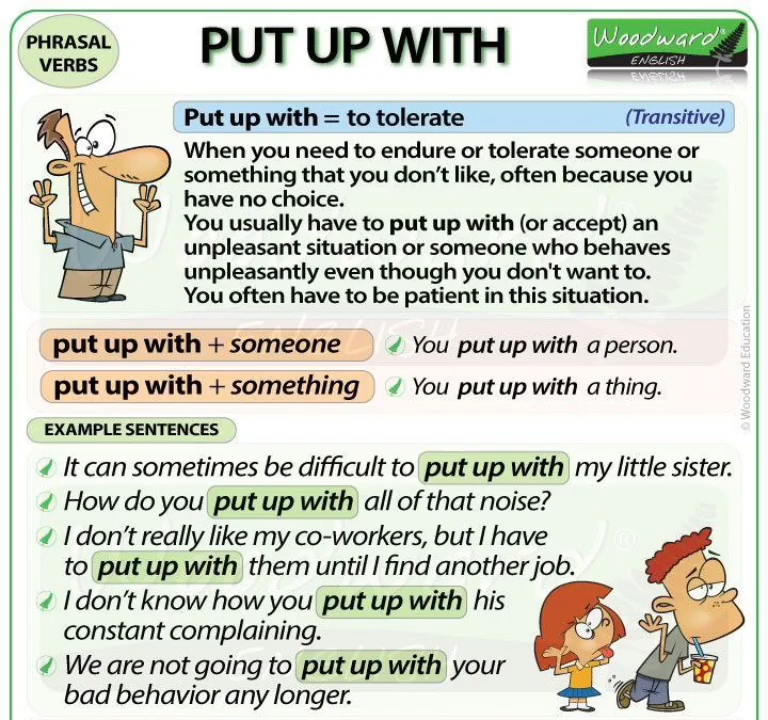 PHRASAL
VERBS
PUT UP WITH
Woodward®
ENGLISH
Put up with = to tolerate (Transitive)
When you need to endure or tolerate someone or
something that you don't like, often because you
have no choice.
You usually have to put up with (or accept) an
unpleasant situation or someone who behaves
unpleasantly even though you don't want to.
You often have to be patient in this situation.
put up with + someone You put up with a person.
put up with + something You put up with a thing.
© Woodward Education
EXAMPLE SENTENCES
It can sometimes be difficult to put up with my little sister.
How do you put up with all of that noise?
I don't really like my co-workers, but I have
to put up with them until I find another job.
I don't know how you put up with his
constant complaining.
We are not going to put up with your
bad behavior any longer.